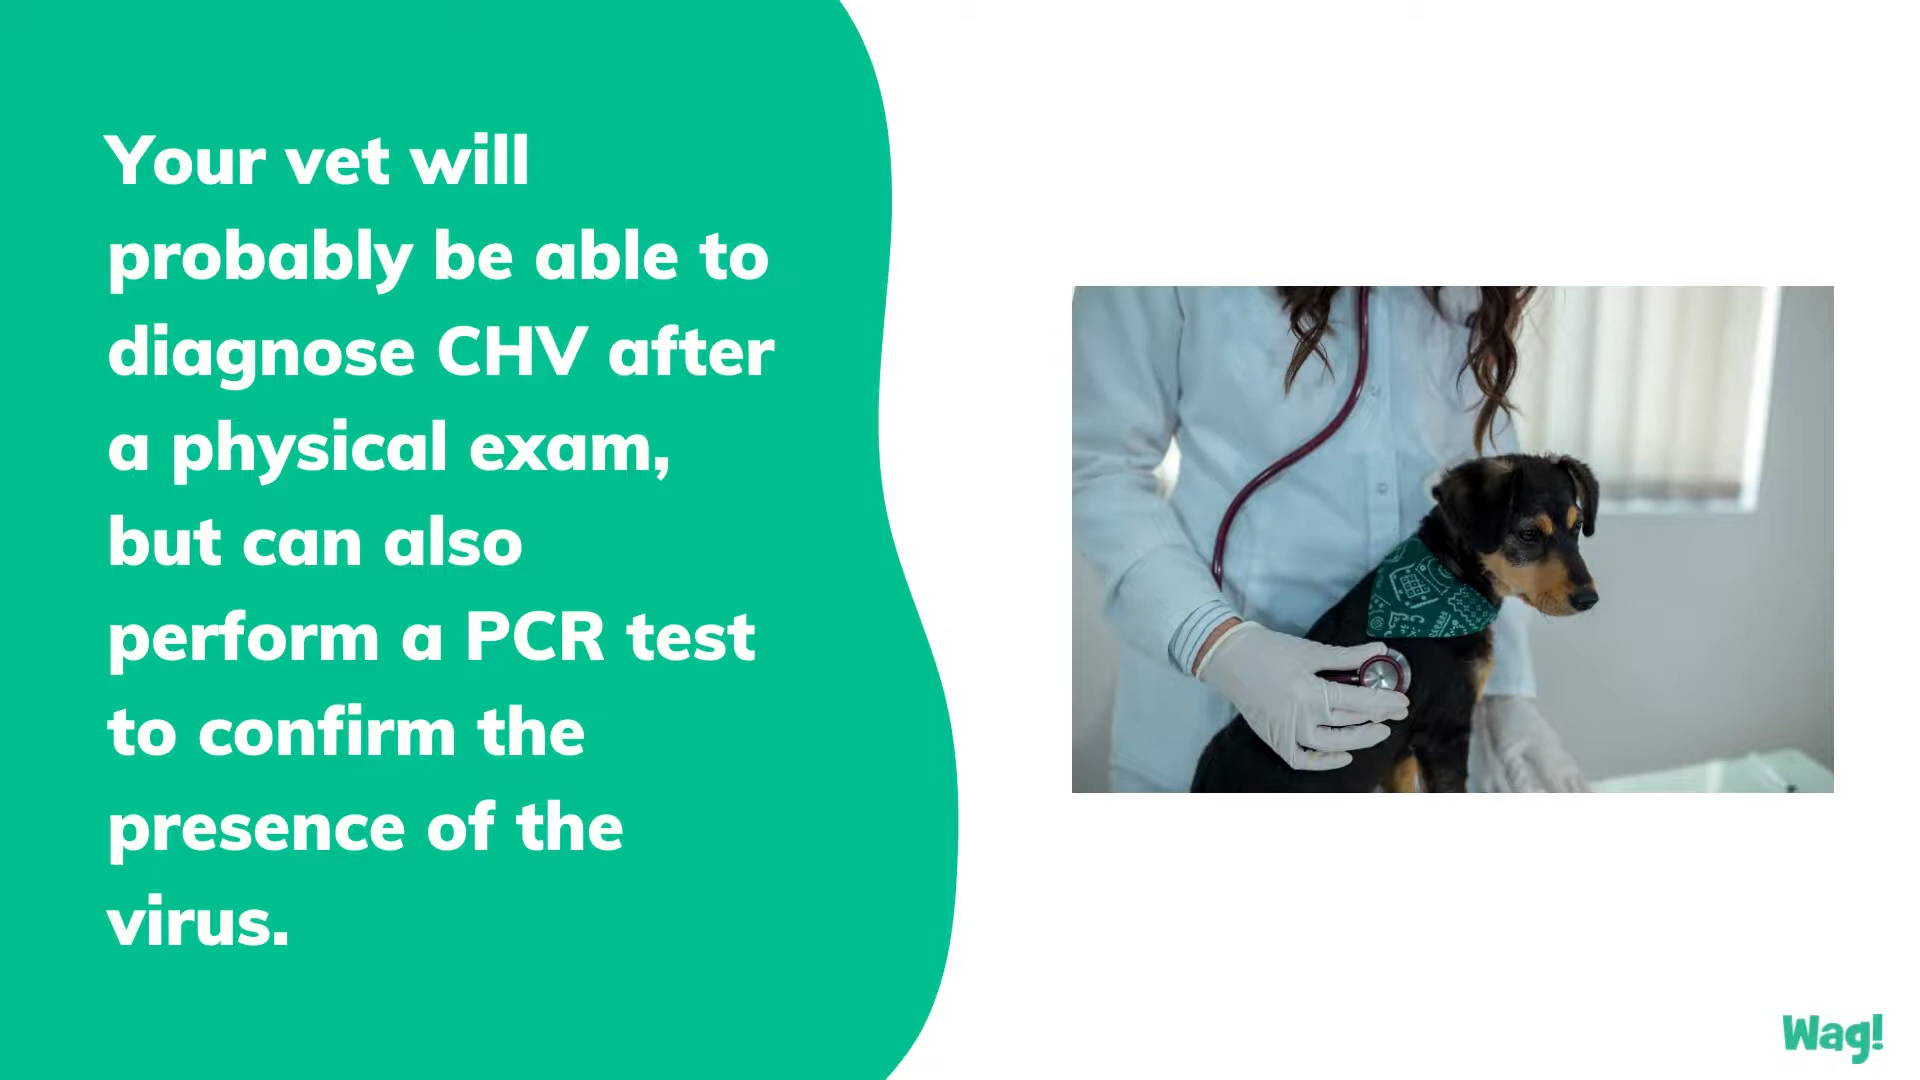 Your vet will
probably be able to
diagnose CHV after
a physical exam,
but can also
perform a PCR test
to confirm the
presence of the
virus.
Wag!